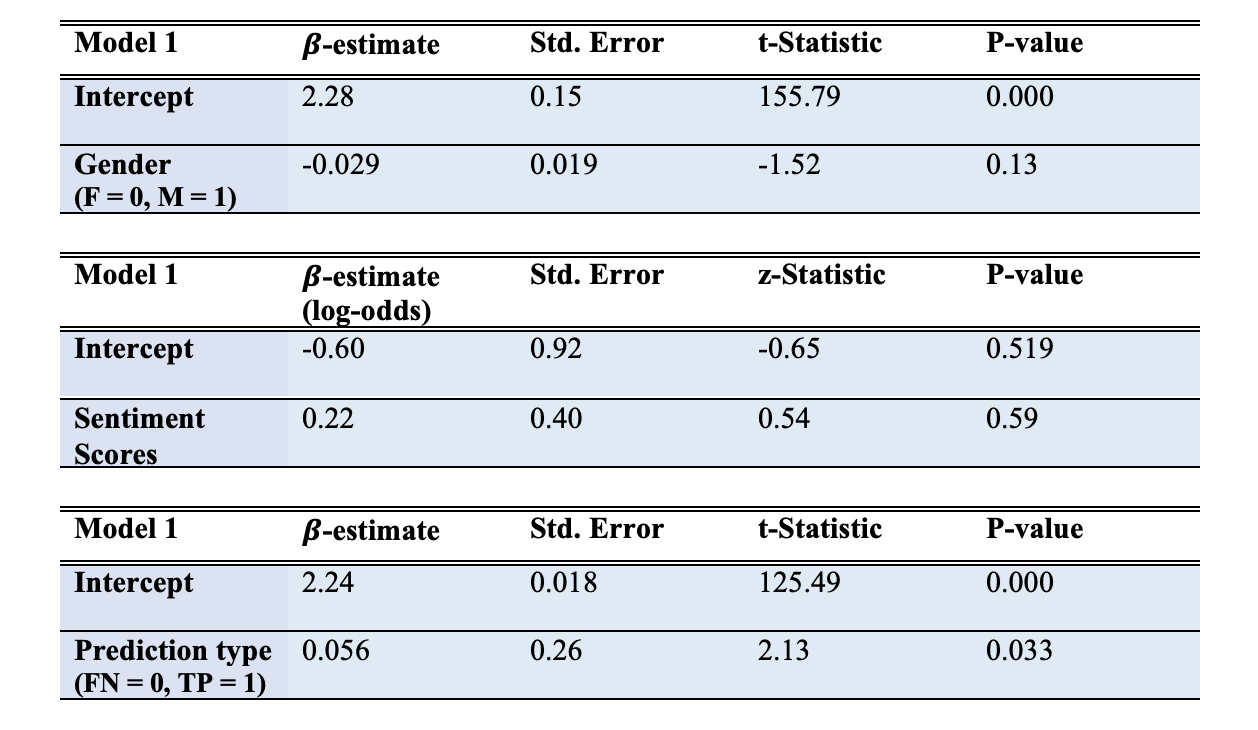 Model 1 β-estimate Std. Error t-Statistic P-value
Intercept 2.28 0.15 155.79 0.000
Gender -0.029 0.019 -1.52 0.13
(F = 0, M = 1)
Model 1 β-estimate Std. Error z-Statistic P-value
(log-odds)
Intercept -0.60 0.92 -0.65 0.519
Sentiment 0.22 0.40 0.54 0.59
Scores
Model 1 β-estimate Std. Error t-Statistic P-value
Intercept 2.24 0.018 125.49 0.000
Prediction type 0.056 0.26 2.13 0.033
(FN = 0, TP = 1)